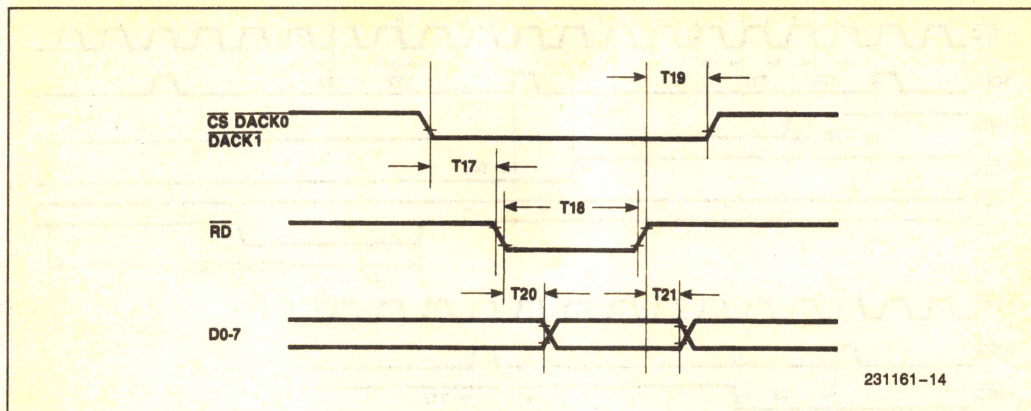 T19
CS DACK0
DACK1
T17
T18
RD
T20
T21
D0-7
231161-14